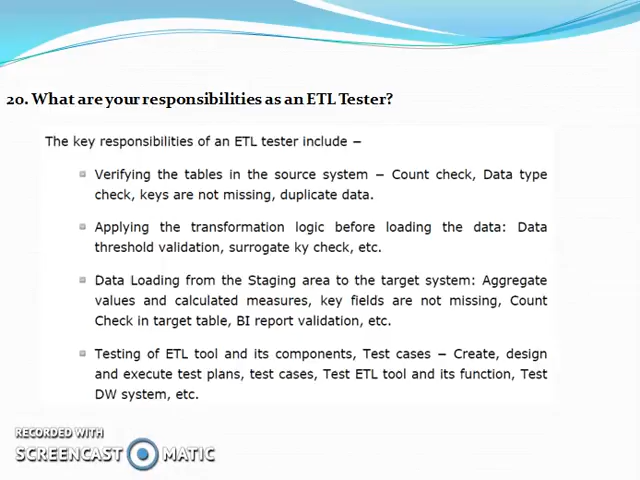 20. What are your responsibilities as an ETL Tester?
The key responsibilities of an ETL tester include −
Verifying the tables in the source system − Count check, Data type
check, keys are not missing, duplicate data.
Applying the transformation logic before loading the data: Data
threshold validation, surrogate ky check, etc.
Data Loading from the Staging area to the target system: Aggregate
values and calculated measures, key fields are not missing, Count
Check in target table, BI report validation, etc.
Testing of ETL tool and its components, Test cases − Create, design
and execute test plans, test cases, Test ETL tool and its function, Test
DW system, etc.
RECORDED WITH
SCREENCAST MATIC